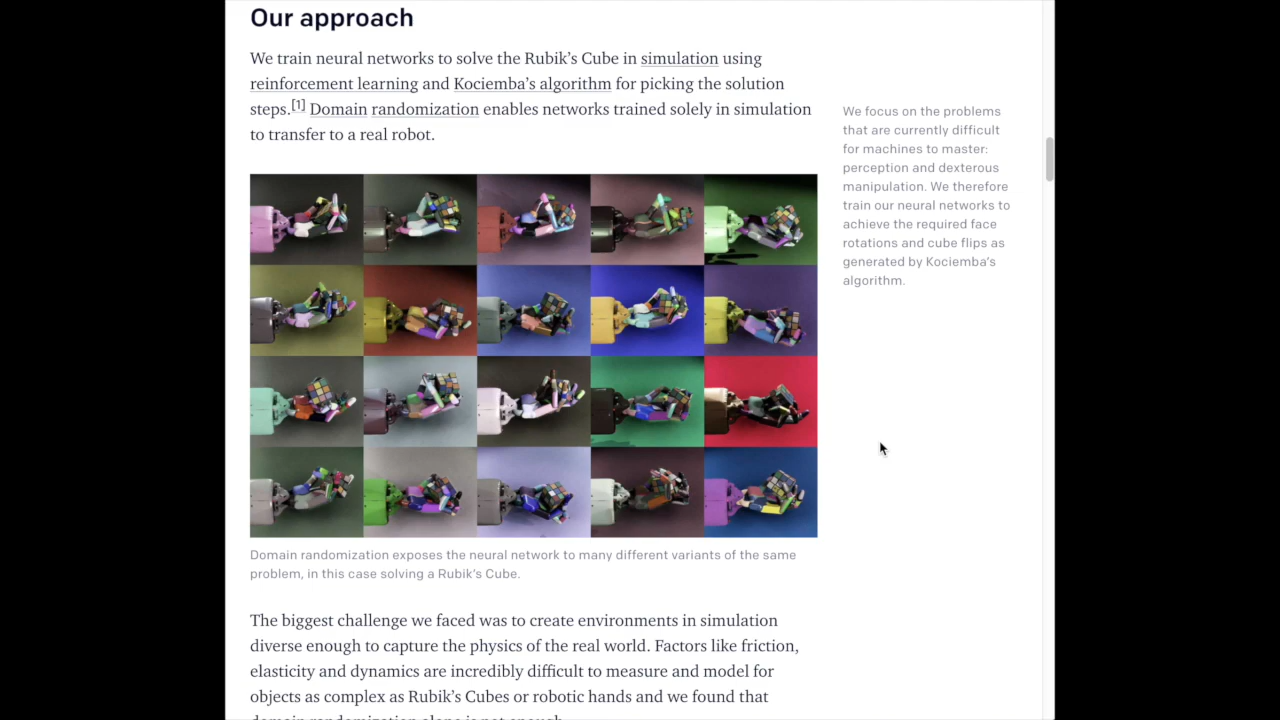 Our approach
We train neural networks to solve the Rubik’s Cube in simulation using
reinforcement learning and Kociemba’s algorithm for picking the solution
steps.[1] Domain randomization enables networks trained solely in simulation
to transfer to a real robot.
We focus on the problems
that are currently difficult
for machines to master:
perception and dexterous
manipulation. We therefore
train our neural networks to
achieve the required face
rotations and cube flips as
generated by Kociemba’s
algorithm.
Domain randomization exposes the neural network to many different variants of the same
problem, in this case solving a Rubik’s Cube.
The biggest challenge we faced was to create environments in simulation
diverse enough to capture the physics of the real world. Factors like friction,
elasticity and dynamics are incredibly difficult to measure and model for
objects as complex as Rubik’s Cubes or robotic hands and we found that
domain randomization alone is not enough.